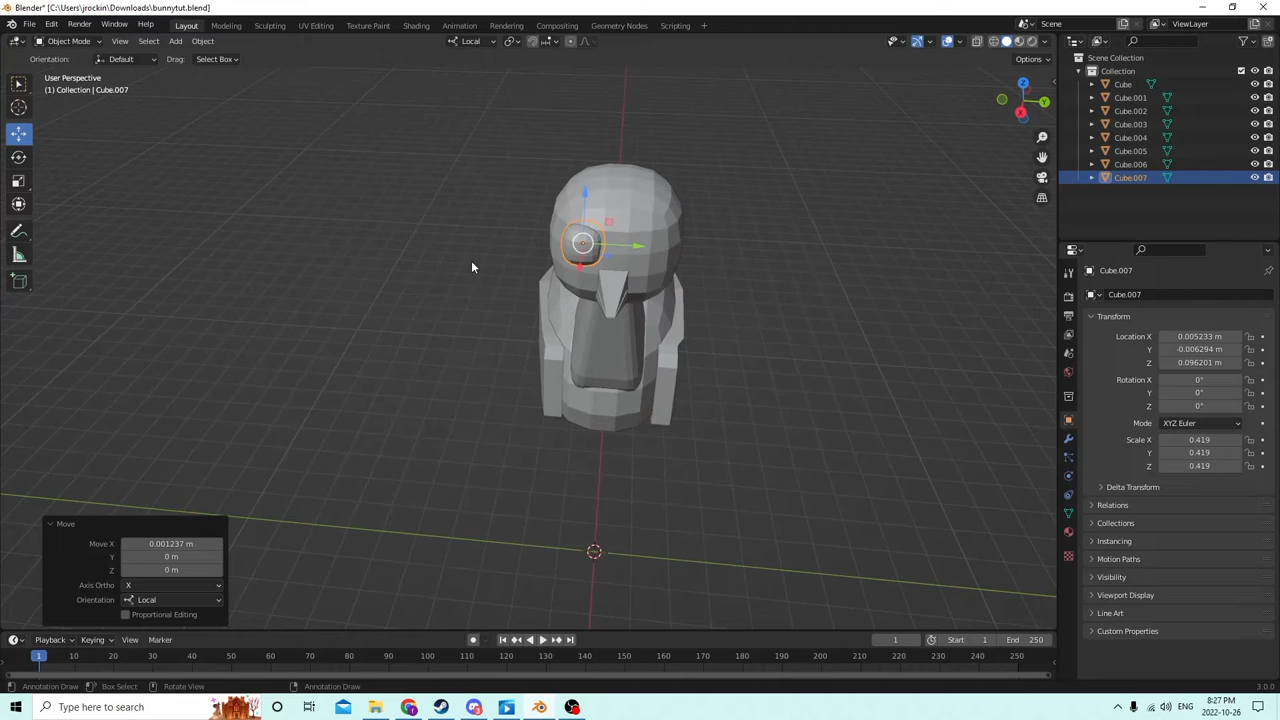 Blender* [C:\Users\jrockin\Downloads\bunnytut.blend]
File Edit Render Window Help Layout Modeling Sculpting UV Editing Texture Paint Shading Animation Rendering Compositing Geometry Nodes Scripting + Scene ViewLayer
Object Mode View Select Add Object Local
Orientation: Default Drag: Select Box Options
User Perspective
(1) Collection | Cube.007
Z
Y
X
Scene Collection
Collection
Cube
Cube.001
Cube.002
Cube.003
Cube.004
Cube.005
Cube.006
Cube.007
Cube.007
Cube.007
Transform
Location X 0.005233 m
Y -0.006294 m
Z 0.096201 m
Rotation X 0°
Y 0°
Z 0°
Mode XYZ Euler
Scale X 0.419
Y 0.419
Z 0.419
Delta Transform
Relations
Collections
Instancing
Motion Paths
Visibility
Viewport Display
Line Art
Custom Properties
Move
Move X 0.001237 m
Y 0 m
Z 0 m
Axis Ortho X
Orientation Local
Proportional Editing
Playback Keying View Marker 1 Start 1 End 250
1 10 20 30 40 50 60 70 80 90 100 110 120 130 140 150 160 170 180 190 200 210 220 230 240 250
Annotation Draw Box Select Rotate View Annotation Draw 3.0.0
Type here to search 8:27 PM
2022-10-26